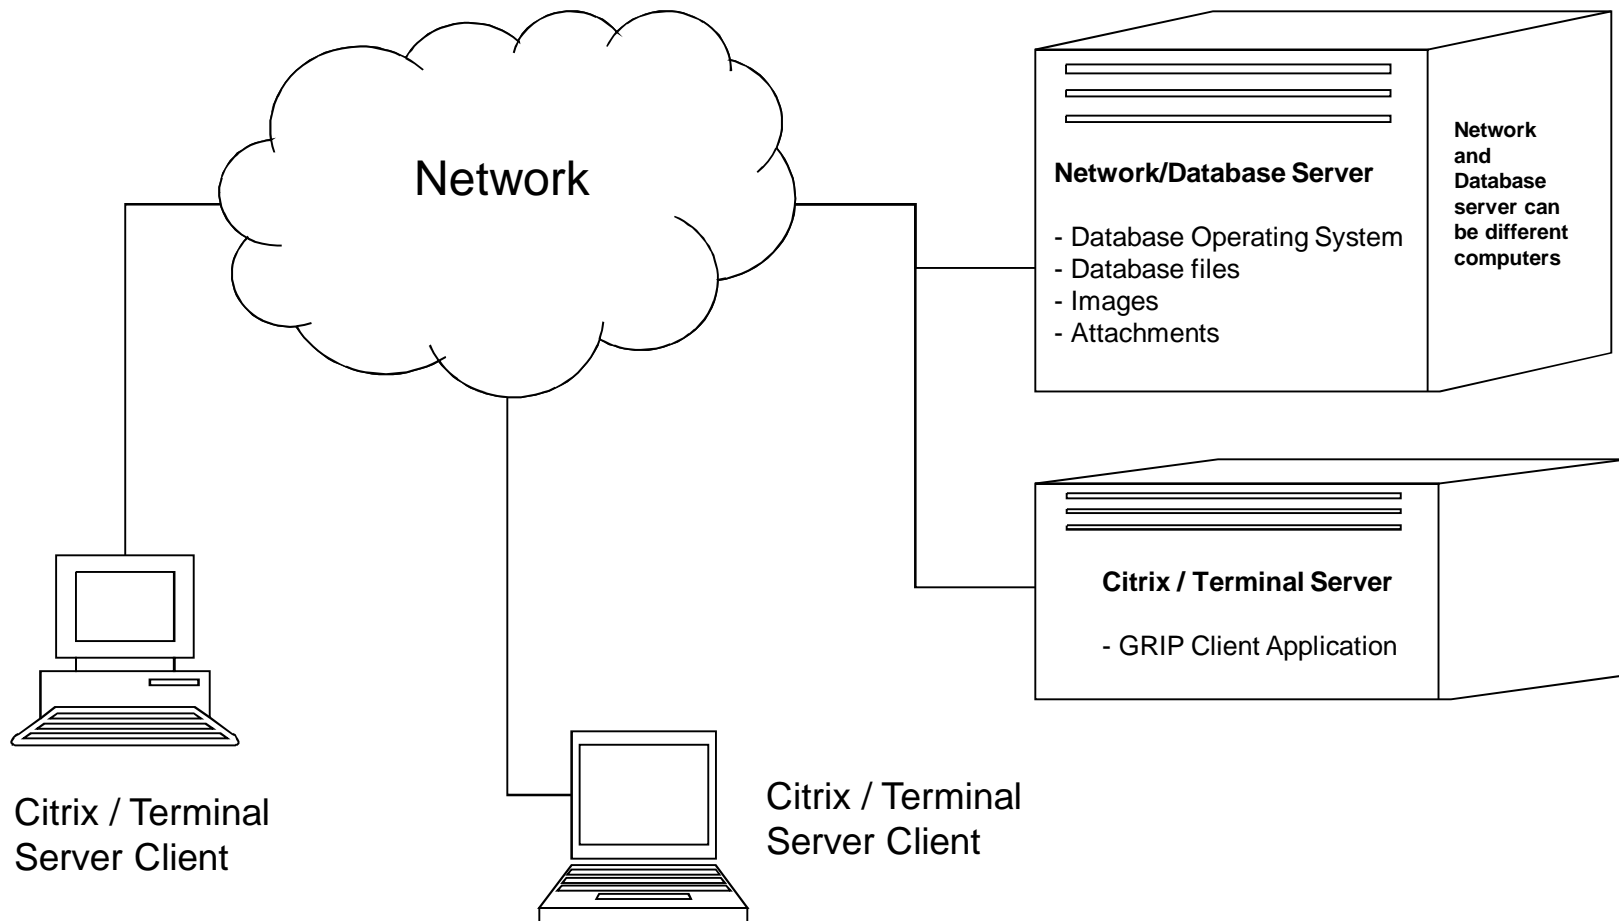 Network
Network/Database Server
- Database Operating System
- Database files
- Images
- Attachments
Network
and
Database
server can
be different
computers
Citrix / Terminal Server
- GRIP Client Application
Citrix / Terminal
Server Client
Citrix / Terminal
Server Client